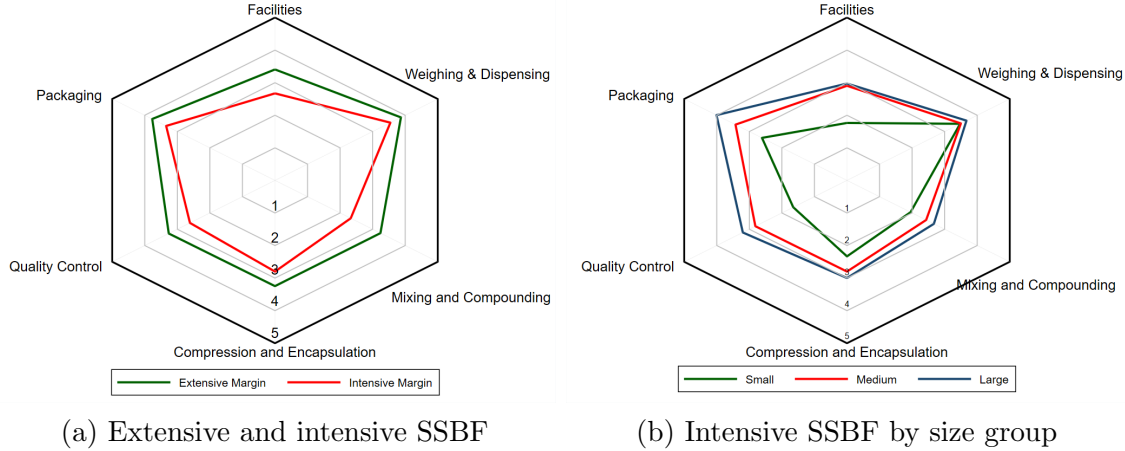 Facilities
Weighing & Dispensing
Packaging
1
2
3
4
5
Quality Control
Mixing and Compounding
Compression and Encapsulation
Extensive Margin Intensive Margin
(a) Extensive and intensive SSBF
Facilities
Weighing & Dispensing
Packaging
1
2
3
4
5
Quality Control
Mixing and Compounding
Compression and Encapsulation
Small Medium Large
(b) Intensive SSBF by size group